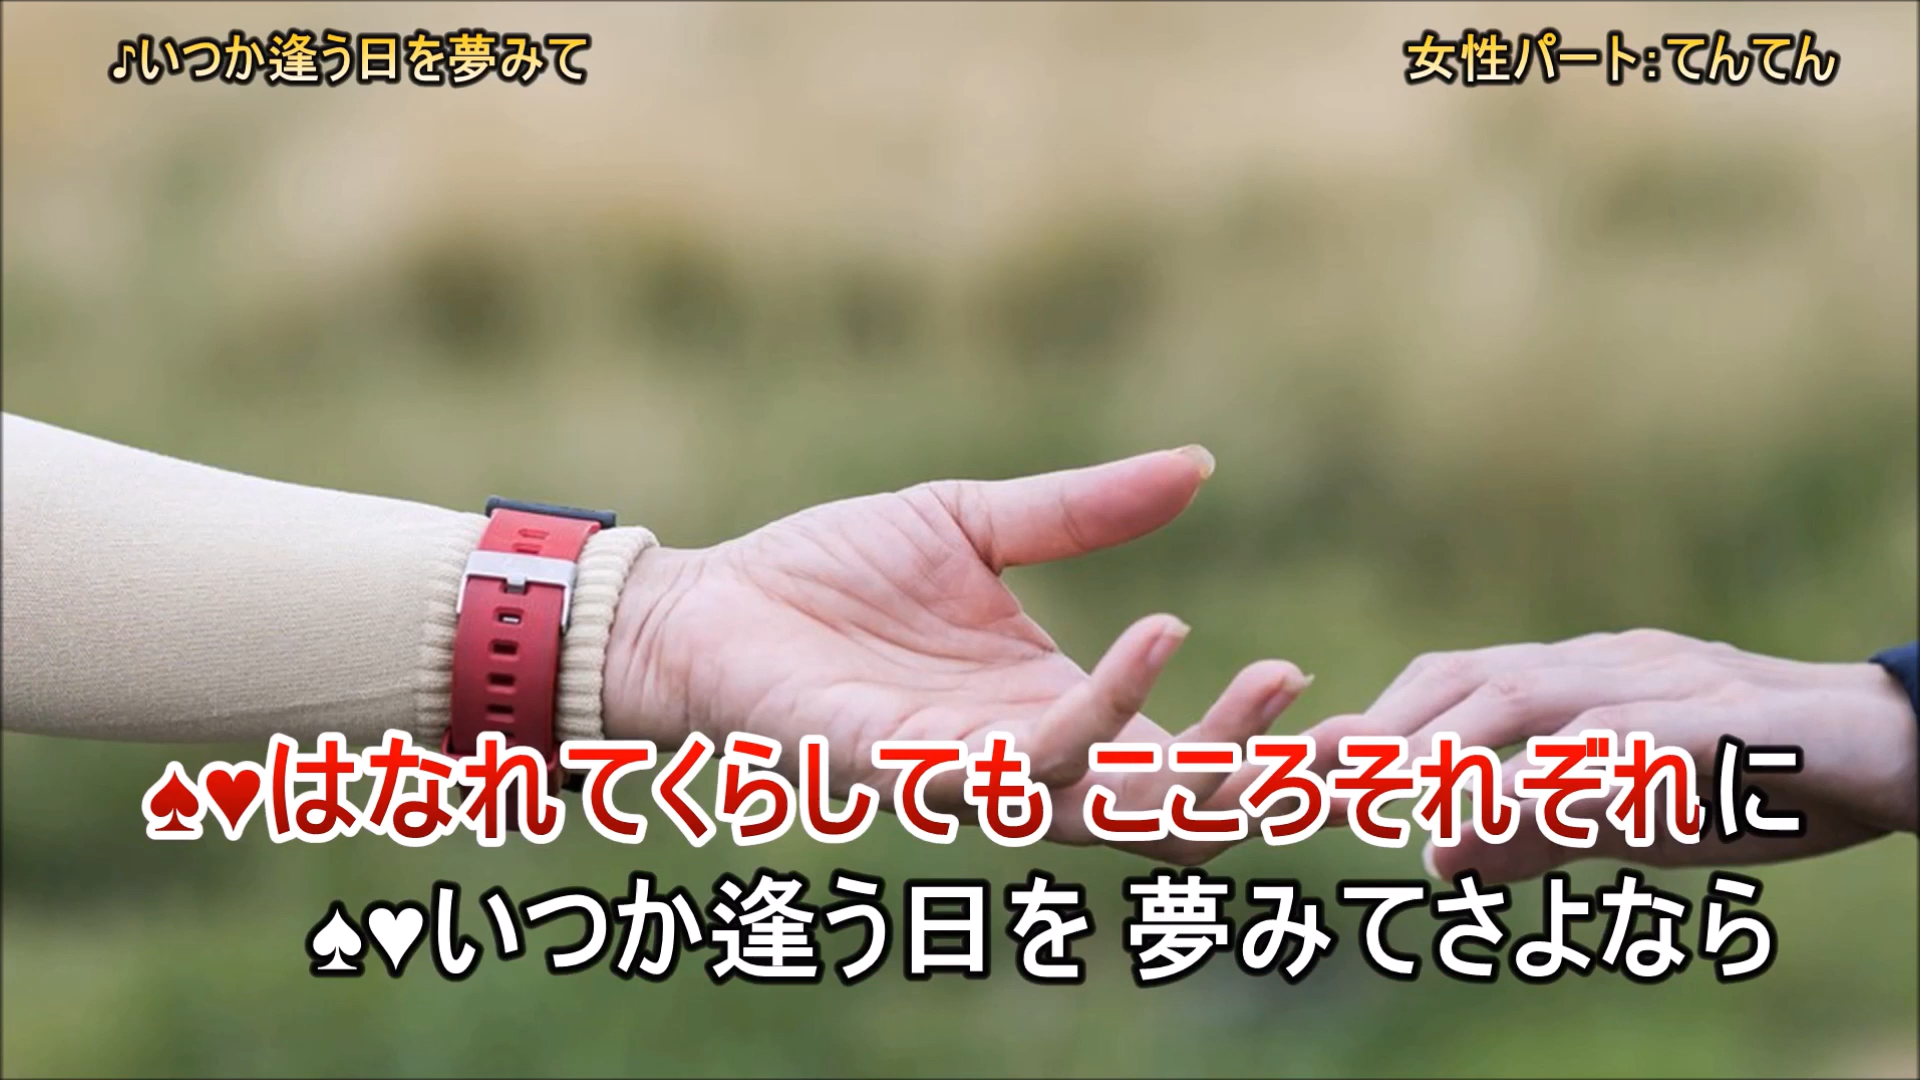 ♪いつか逢う日を夢みて
女性パート:てんてん
♠♥はなれてくらしても こころそれぞれに
♠♥いつか逢う日を 夢みてさよなら